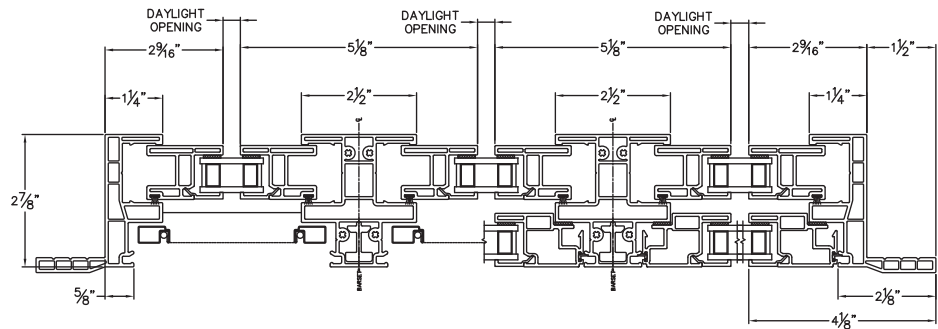 DAYLIGHT
OPENING
DAYLIGHT
OPENING
DAYLIGHT
OPENING
2 9/16"
5 1/8"
5 1/8"
2 9/16"
1 1/2"
1 1/4"
2 1/2"
2 1/2"
1 1/4"
2 7/8"
5/8"
2 1/8"
4 1/8"